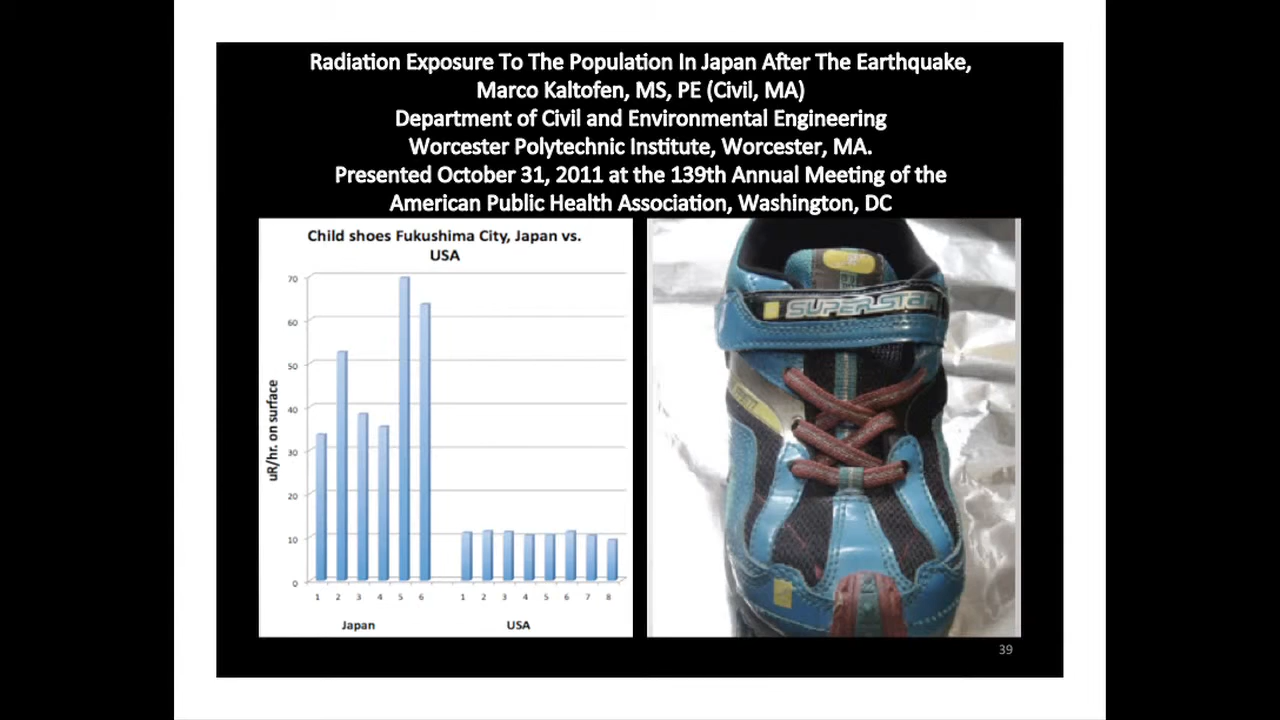 Radiation Exposure To The Population In Japan After The Earthquake,
Marco Kaltofen, MS, PE (Civil, MA)
Department of Civil and Environmental Engineering
Worcester Polytechnic Institute, Worcester, MA.
Presented October 31, 2011 at the 139th Annual Meeting of the
American Public Health Association, Washington, DC
Child shoes Fukushima City, Japan vs.
USA
uR/hr. on surface
70
60
50
40
30
20
10
0
1 2 3 4 5 6 1 2 3 4 5 6 7 8
Japan USA
SUPERSTAR
39